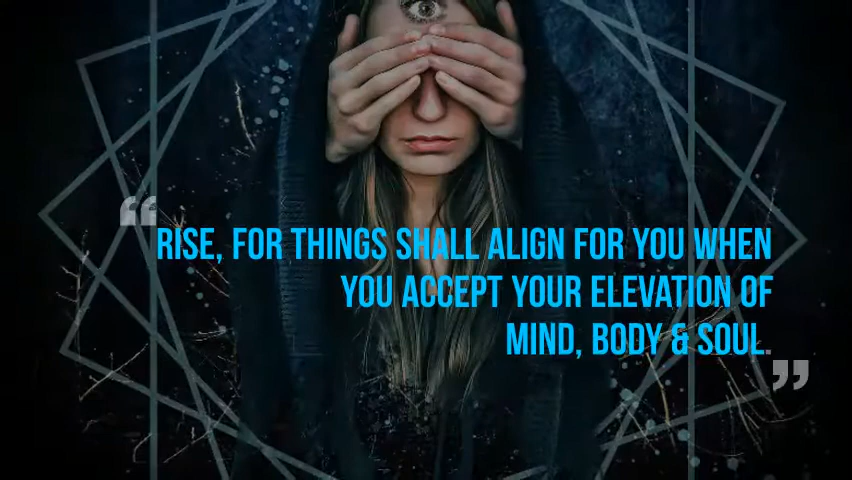 “RISE, FOR THINGS SHALL ALIGN FOR YOU WHEN
YOU ACCEPT YOUR ELEVATION OF
MIND, BODY & SOUL.”